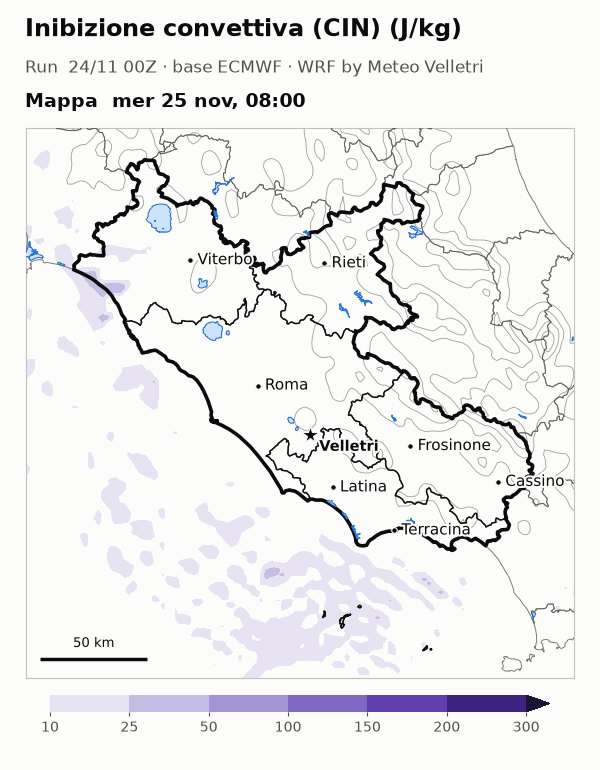 Inibizione convettiva (CIN) (J/kg)
Run  24/11 00Z · base ECMWF · WRF by Meteo Velletri
Mappa  mer 25 nov, 08:00
Viterbo
Rieti
Roma
Velletri
Frosinone
Cassino
Latina
Terracina
50 km
10 25 50 100 150 200 300